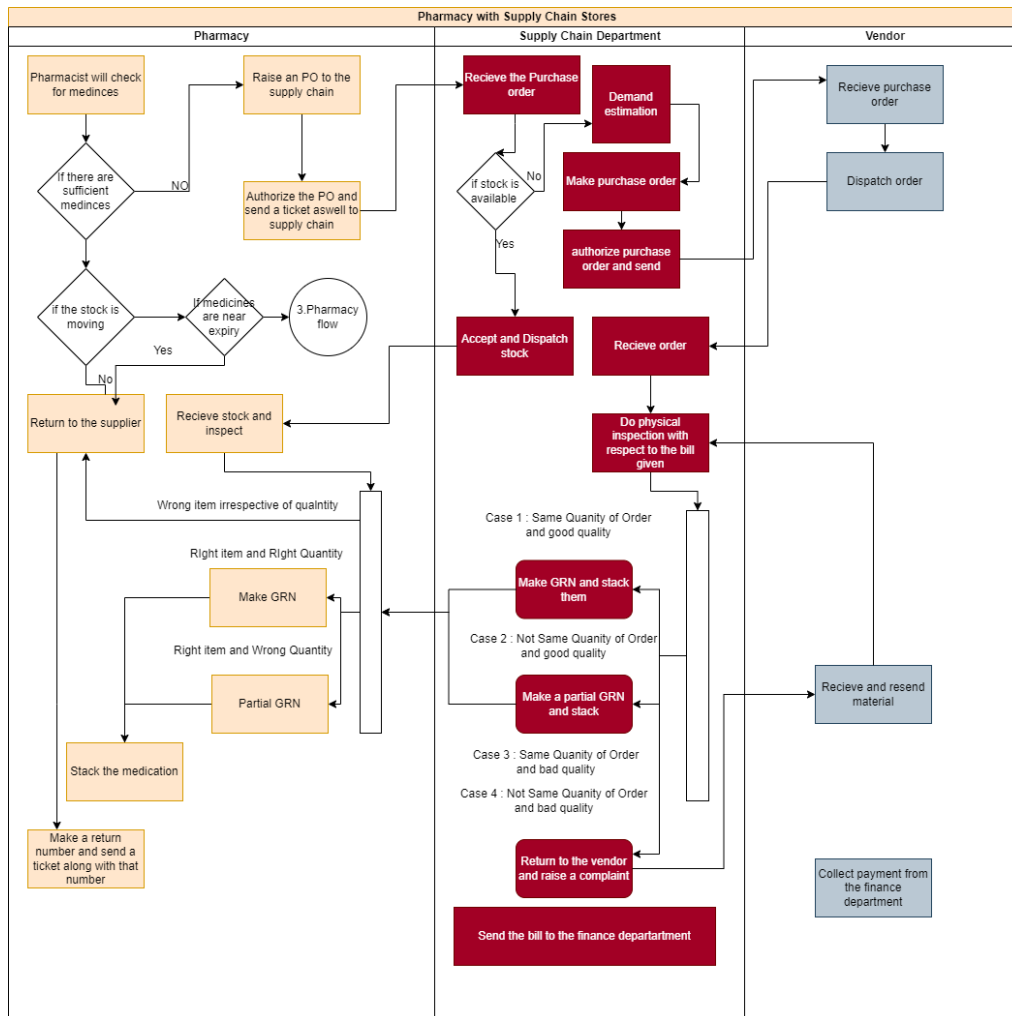 Pharmacy with Supply Chain Stores
Pharmacy
Supply Chain Department
Vendor
Pharmacist will check
for medinces
Raise an PO to the
supply chain
Recieve the Purchase
order
Demand
estimation
Recieve purchase
order
If there are
sufficient
medinces
NO
Authorize the PO and
send a ticket aswell to
supply chain
if stock is
available
No
Make purchase order
Dispatch order
Yes
authorize purchase
order and send
if the stock is
moving
If medicines
are near
expiry
3.Pharmacy
flow
Yes
No
Accept and Dispatch
stock
Recieve order
Return to the supplier
Recieve stock and
inspect
Do physical
inspection with
respect to the bill
given
Wrong item irrespective of qualntity
Case 1 : Same Quanity of Order
and good quality
RIght item and RIght Quantity
Make GRN
Make GRN and stack
them
Right item and Wrong Quantity
Case 2 : Not Same Quanity of Order
and good quality
Partial GRN
Make a partial GRN
and stack
Recieve and resend
material
Stack the medication
Case 3 : Same Quanity of Order
and bad quality
Case 4 : Not Same Quanity of Order
and bad quality
Make a return
number and send a
ticket along with that
number
Return to the vendor
and raise a complaint
Collect payment from
the finance
department
Send the bill to the finance departartment